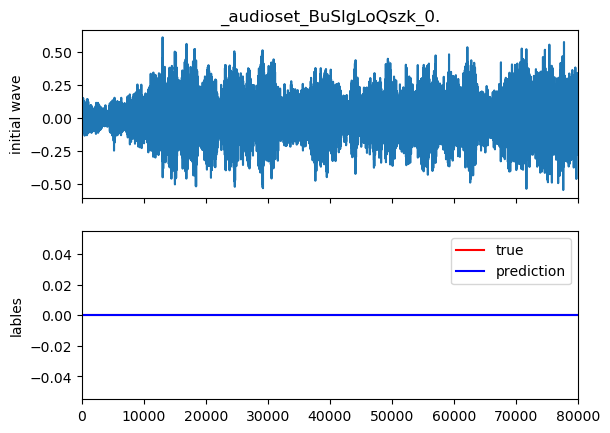 _audioset_BuSlgLoQszk_0.
initial wave
0.50
0.25
0.00
−0.25
−0.50
lables
0.04
0.02
0.00
−0.02
−0.04
true
prediction
0 10000 20000 30000 40000 50000 60000 70000 80000